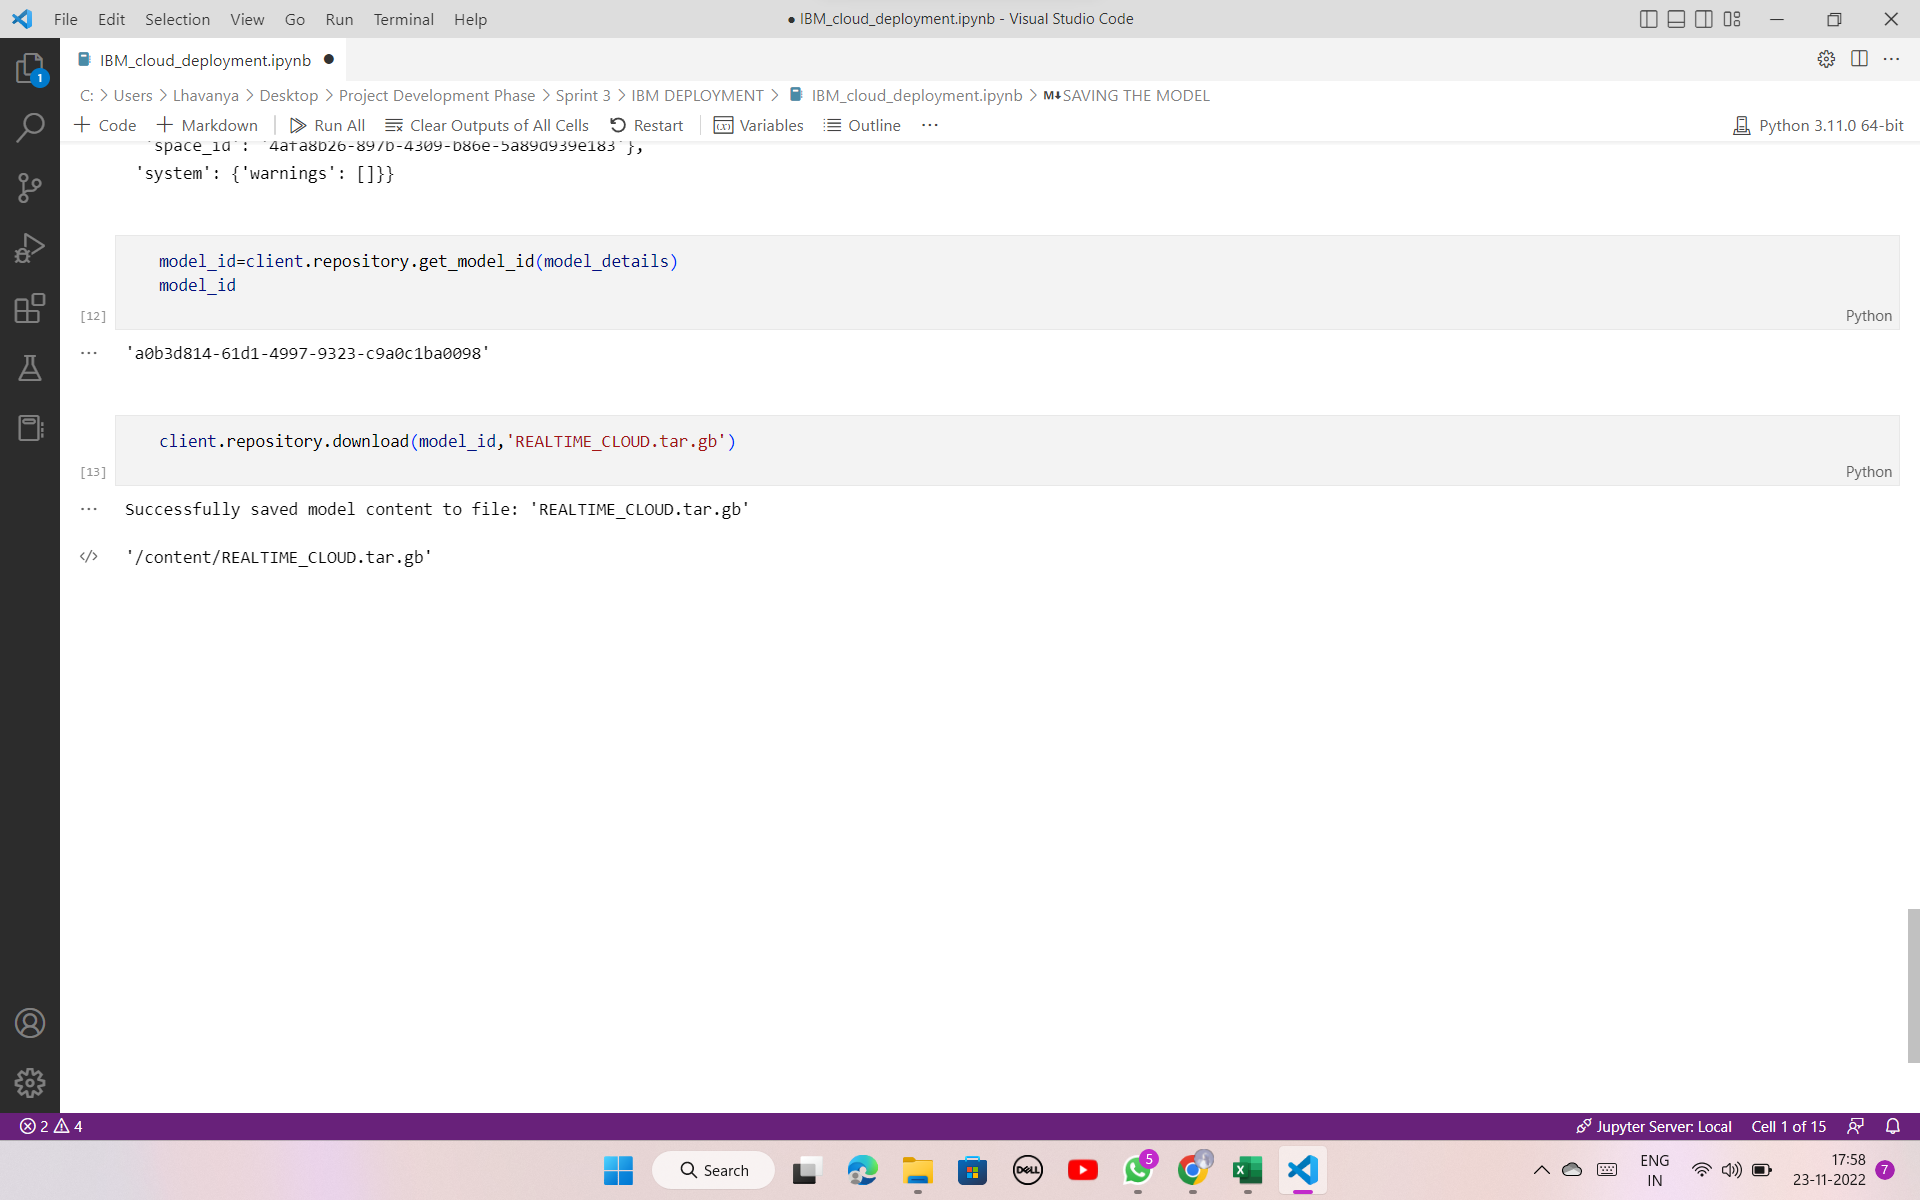 File Edit Selection View Go Run Terminal Help
● IBM_cloud_deployment.ipynb - Visual Studio Code
1
IBM_cloud_deployment.ipynb ●
C: > Users > Lhavanya > Desktop > Project Development Phase > Sprint 3 > IBM DEPLOYMENT > IBM_cloud_deployment.ipynb > M↓SAVING THE MODEL
+ Code + Markdown Run All Clear Outputs of All Cells Restart Variables Outline ··· Python 3.11.0 64-bit
'space_id': '4afa8b26-897b-4309-b86e-5a89d939e183'},
'system': {'warnings': []}}
model_id=client.repository.get_model_id(model_details)
model_id
[12] Python
··· 'a0b3d814-61d1-4997-9323-c9a0c1ba0098'
client.repository.download(model_id,'REALTIME_CLOUD.tar.gb')
[13] Python
··· Successfully saved model content to file: 'REALTIME_CLOUD.tar.gb'
</> '/content/REALTIME_CLOUD.tar.gb'
2 4 Jupyter Server: Local Cell 1 of 15
Search DELL 5 ENG 17:58
IN 23-11-2022 7